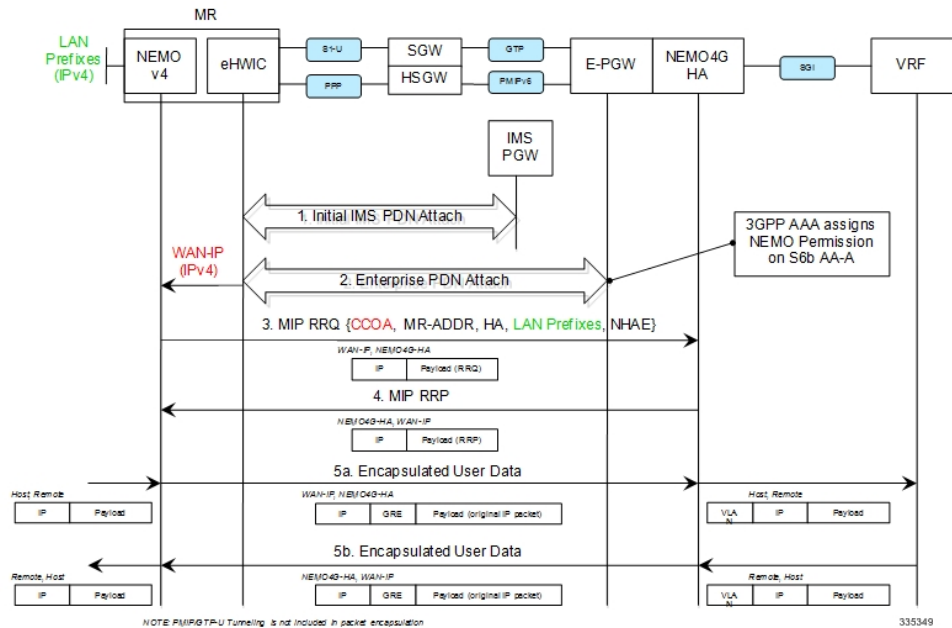 MR
LAN
Prefixes
(IPv4)
NEMO
v4
eHWIC
S1-U
PPP
SGW
HSGW
GTP
PMIPv6
E-PGW
NEMO4G
HA
SGI
VRF
IMS
PGW
1. Initial IMS PDN Attach
3GPP AAA assigns
NEMO Permission
on S6b AA-A
WAN-IP
(IPv4)
2. Enterprise PDN Attach
3. MIP RRQ {CCOA, MR-ADDR, HA, LAN Prefixes, NHAE}
WAN-IP, NEMO4G-HA
IP Payload (RRQ)
4. MIP RRP
NEMO4G-HA, WAN-IP
IP Payload (RRP)
5a. Encapsulated User Data
Host, Remote
IP Payload
WAN-IP, NEMO4G-HA
IP GRE Payload (original IP packet)
Host, Remote
VLA
N
IP Payload
5b. Encapsulated User Data
Remote, Host
IP Payload
NEMO4G-HA, WAN-IP
IP GRE Payload (original IP packet)
Remote, Host
VLA
N
IP Payload
NOTE: PMIP/GTP-U Tunneling is not included in packet encapsulation
335349